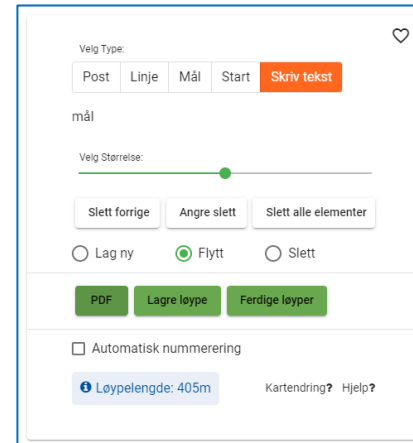 Velg Type:
Post Linje Mål Start Skriv tekst
mål
Velg Størrelse:
Slett forrige Angre slett Slett alle elementer
Lag ny Flytt Slett
PDF Lagre løype Ferdige løyper
Automatisk nummerering
Løypelengde: 405m Kartendring? Hjelp?